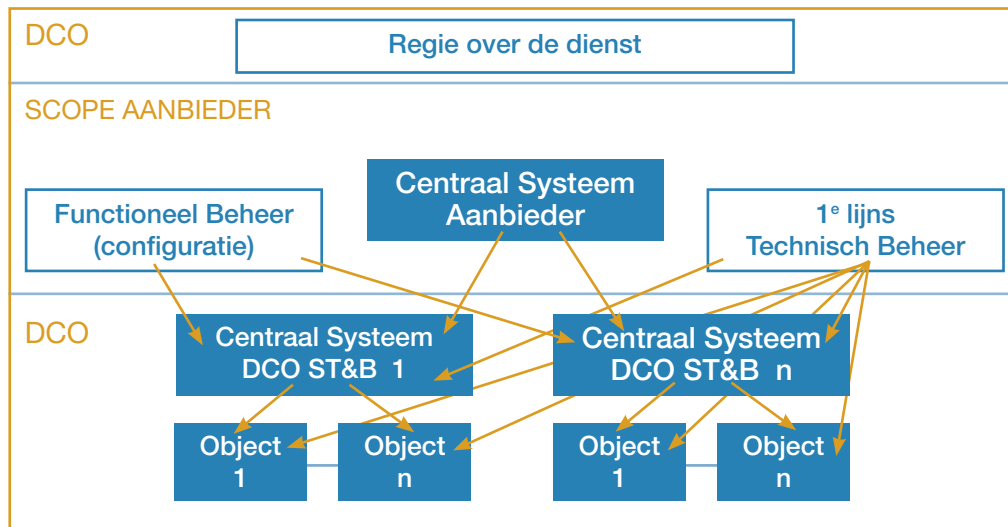 DCO
Regie over de dienst
SCOPE AANBIEDER
Centraal Systeem
Aanbieder
Functioneel Beheer
(configuratie)
1e lijns
Technisch Beheer
DCO
Centraal Systeem
DCO ST&B 1
Centraal Systeem
DCO ST&B n
Object
1
Object
n
Object
1
Object
n